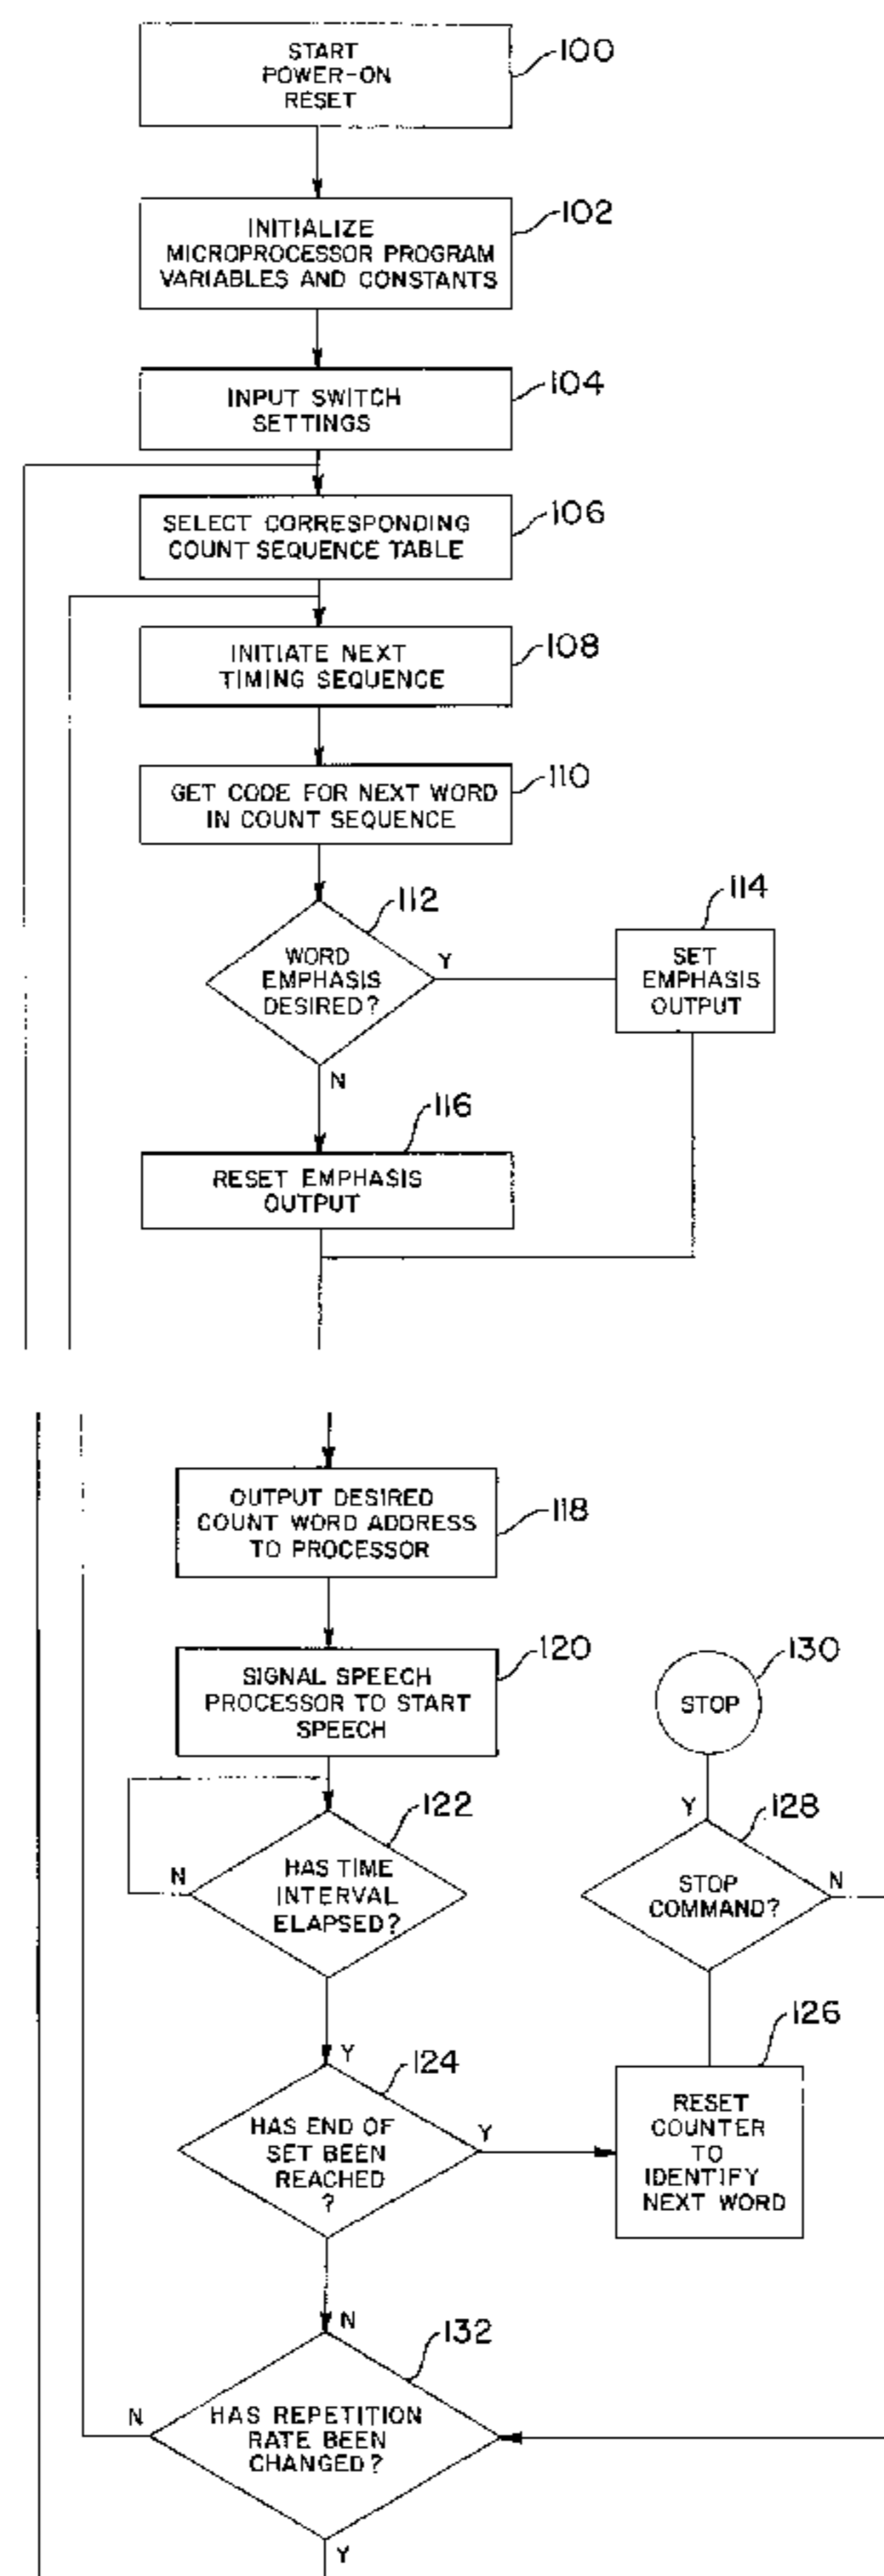 START
POWER-ON
RESET
100
INITIALIZE
MICROPROCESSOR PROGRAM
VARIABLES AND CONSTANTS
102
INPUT SWITCH
SETTINGS
104
SELECT CORRESPONDING
COUNT SEQUENCE TABLE
106
INITIATE NEXT
TIMING SEQUENCE
108
GET CODE FOR NEXT WORD
IN COUNT SEQUENCE
110
WORD
EMPHASIS
DESIRED?
112
Y
N
SET
EMPHASIS
OUTPUT
114
RESET EMPHASIS
OUTPUT
116
OUTPUT DESIRED
COUNT WORD ADDRESS
TO PROCESSOR
118
SIGNAL SPEECH
PROCESSOR TO START
SPEECH
120
HAS TIME
INTERVAL
ELAPSED?
122
N
Y
HAS END OF
SET BEEN
REACHED
?
124
Y
N
RESET
COUNTER
TO
IDENTIFY
NEXT WORD
126
STOP
COMMAND?
128
Y
N
STOP
130
HAS REPETITION
RATE BEEN
CHANGED?
132
N
Y